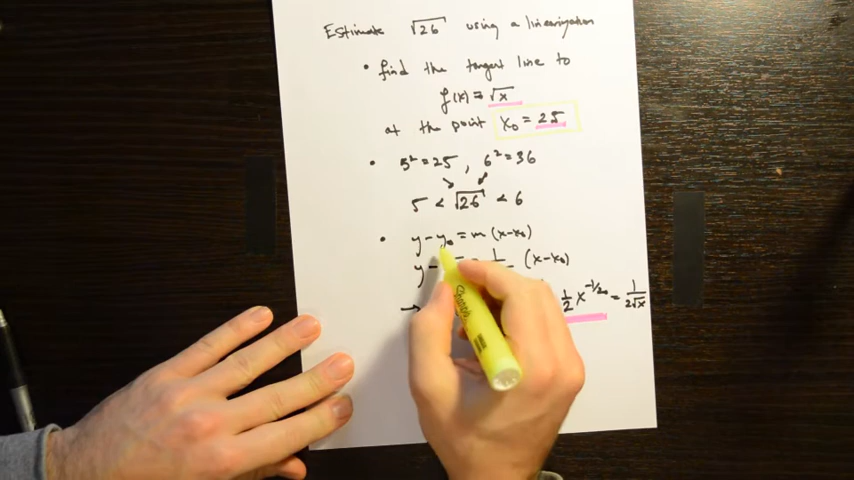 Estimate √26 using a linearization
• find the tangent line to
f(x) = √x
at the point x₀ = 25
• 5² = 25 , 6² = 36
5 < √26 < 6
• y - y₀ = m (x-x₀)
y - (x-x₀)
→ 1/2 x^(-1/2) = 1/(2√x)
Sharpie